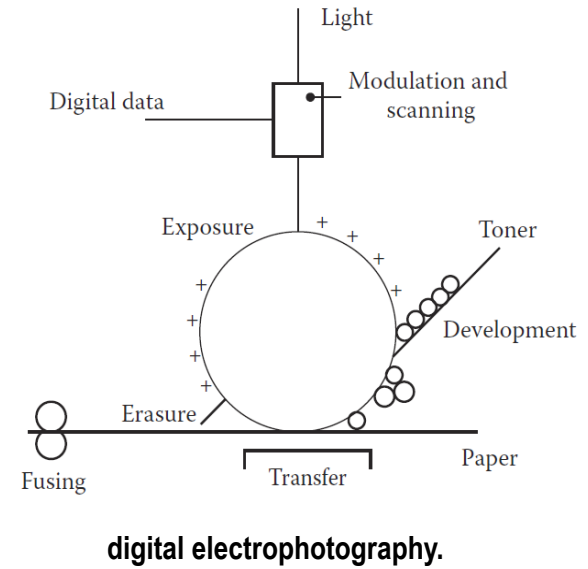 Light
Modulation and
scanning
Digital data
Exposure
+
+
+
+
+
+
+
+
Toner
Development
Erasure
Paper
Fusing
Transfer
digital electrophotography.